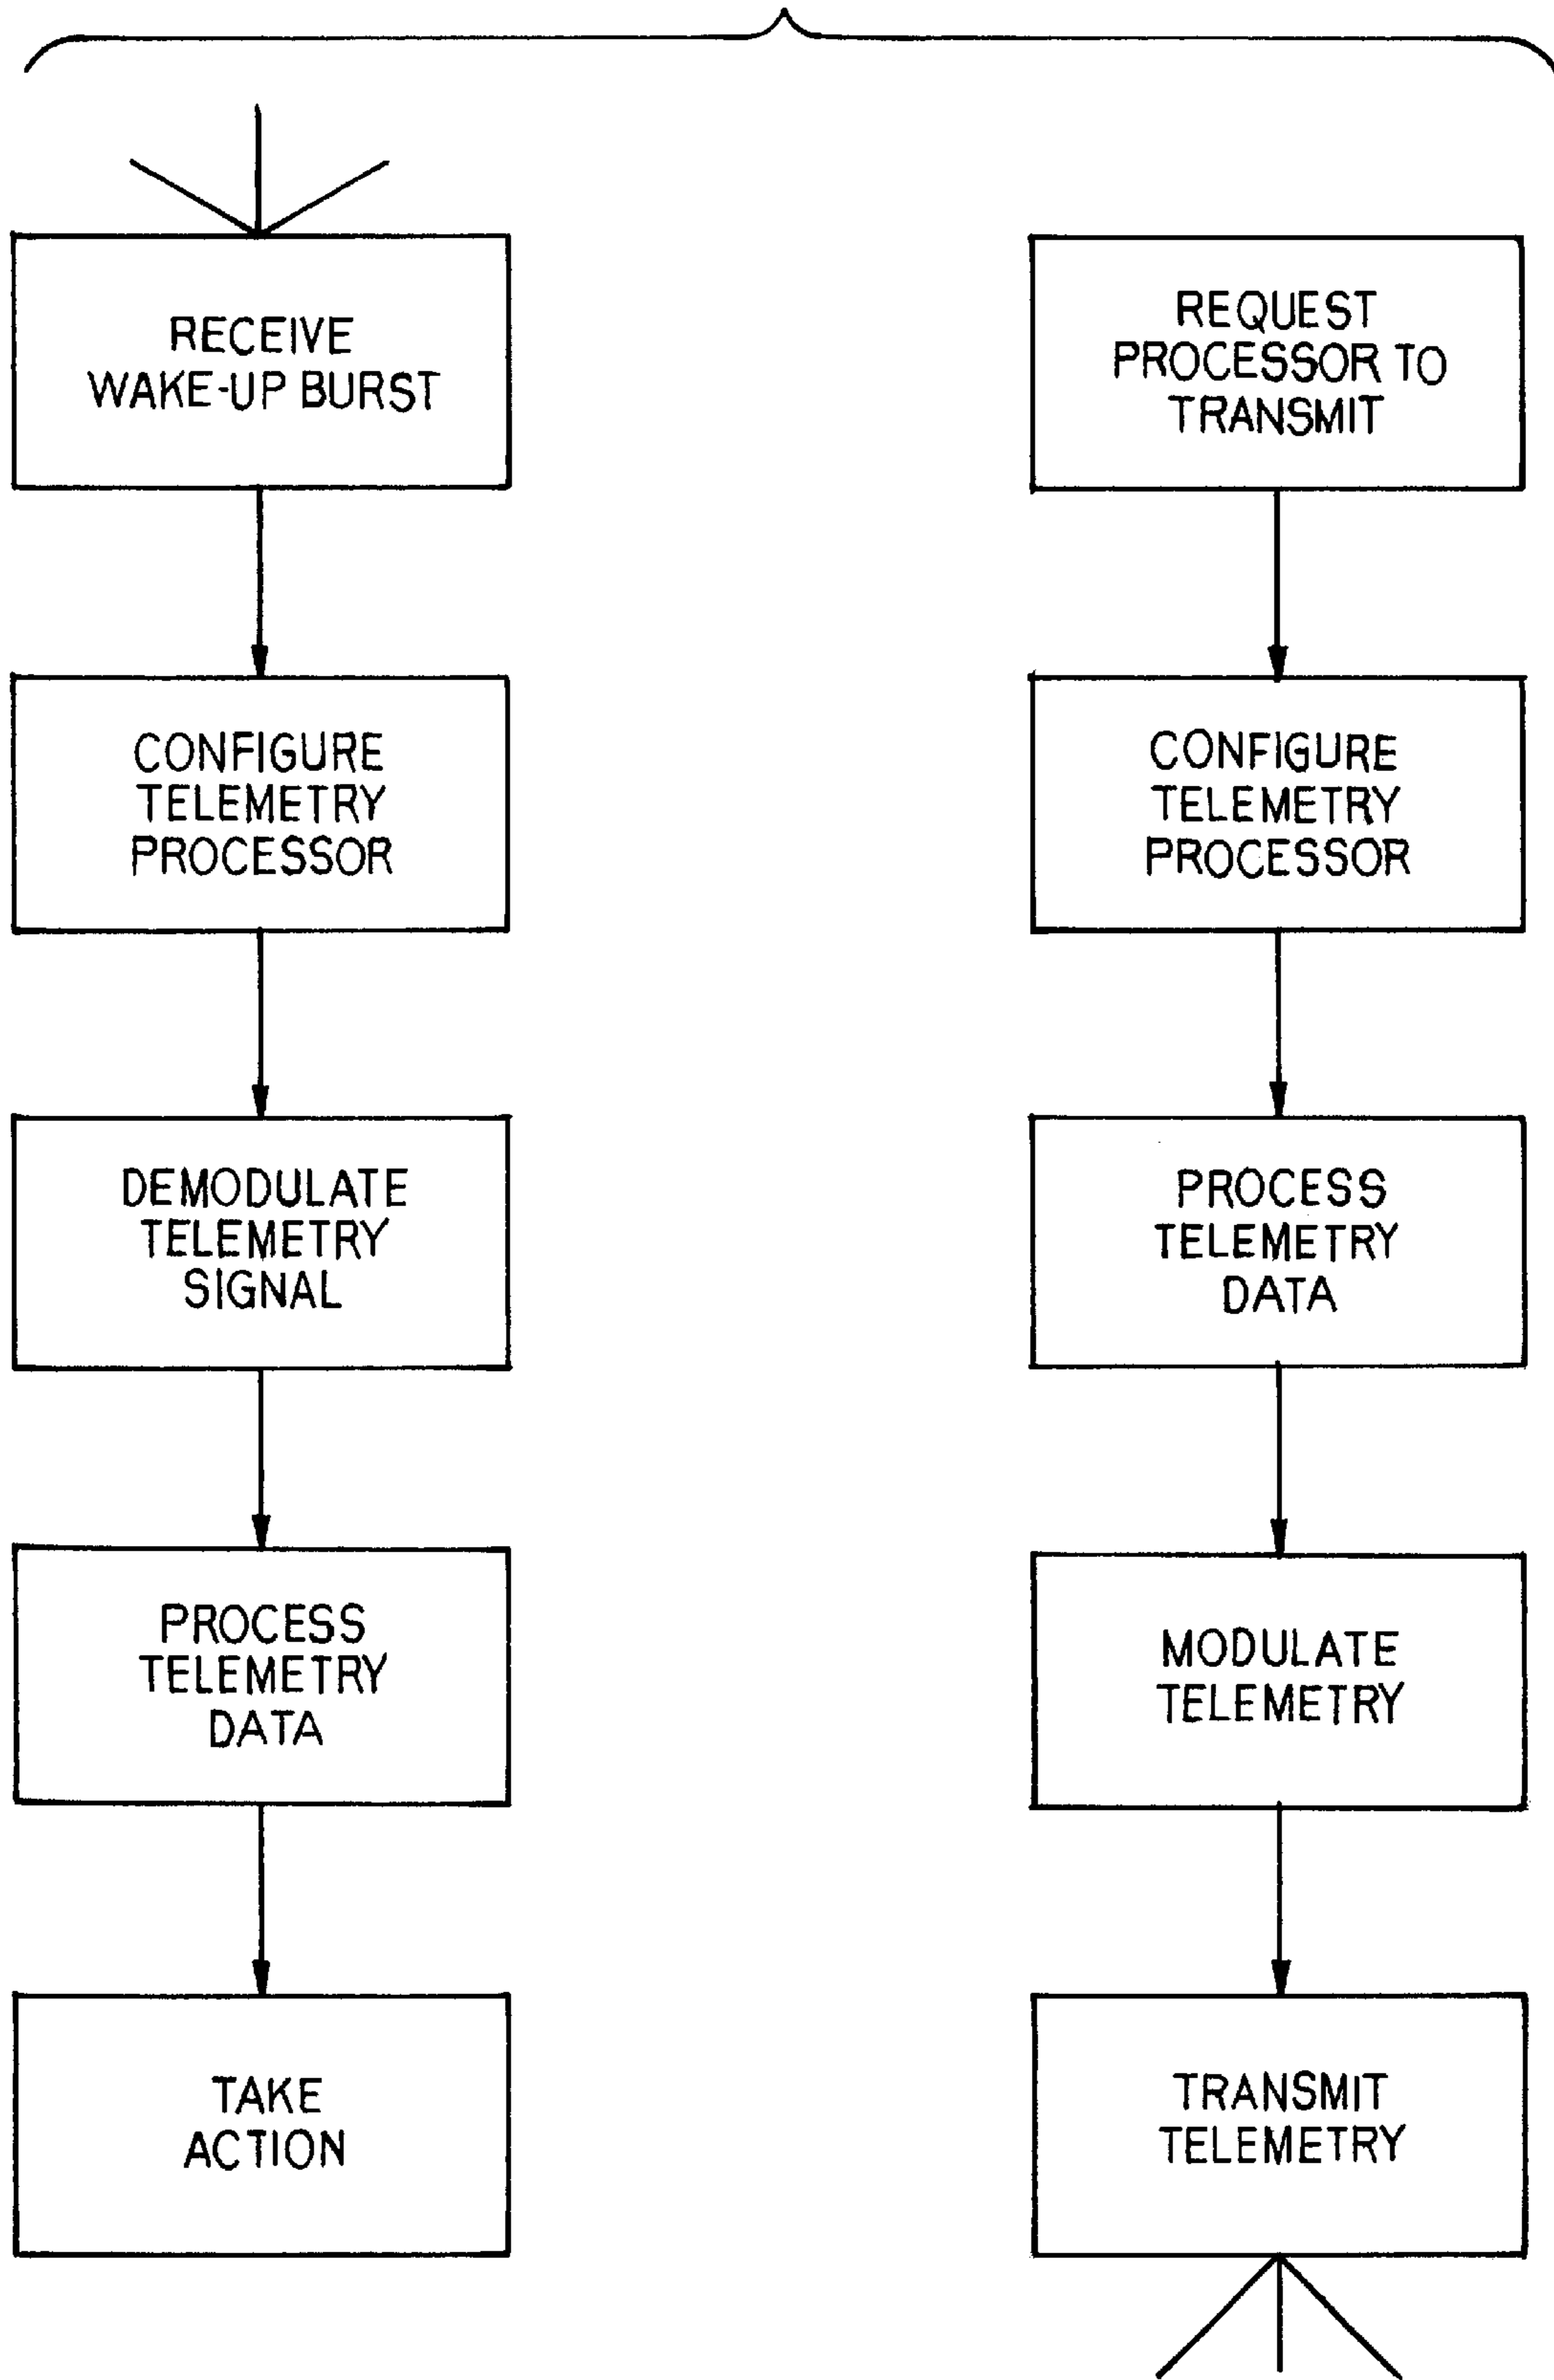 RECEIVE
WAKE-UP BURST
CONFIGURE
TELEMETRY
PROCESSOR
DEMODULATE
TELEMETRY
SIGNAL
PROCESS
TELEMETRY
DATA
TAKE
ACTION
REQUEST
PROCESSOR TO
TRANSMIT
CONFIGURE
TELEMETRY
PROCESSOR
PROCESS
TELEMETRY
DATA
MODULATE
TELEMETRY
TRANSMIT
TELEMETRY